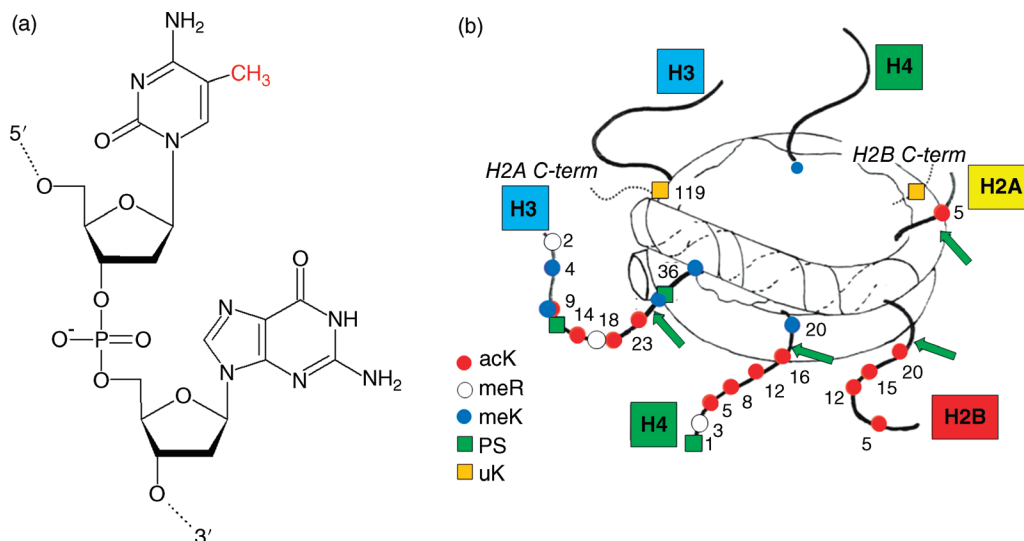 (a)
NH₂
N
CH₃
O
N
5′
O
O
O
O⁻
P
O
O
O
N
NH
N
N
NH₂
O
O
3′
(b)
H3
H4
H2A C-term
H2B C-term
119
H2A
5
H3
2
4
9
14
18
23
36
20
16
12
8
5
3
1
H4
20
15
12
5
H2B
acK
meR
meK
PS
uK